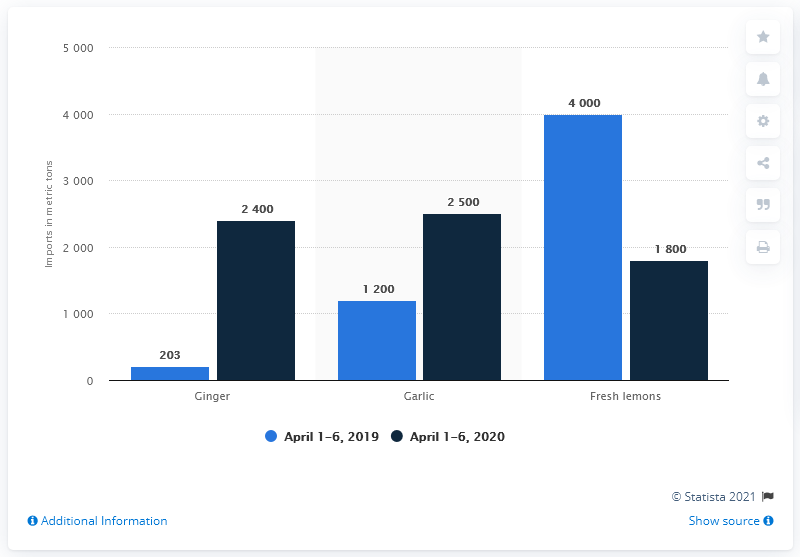 5 000
4 000
3 000
2 000
1 000
0
Imports in metric tons
203
2 400
1 200
2 500
4 000
1 800
Ginger
Garlic
Fresh lemons
April 1-6, 2019
April 1-6, 2020
© Statista 2021
Additional Information
Show source